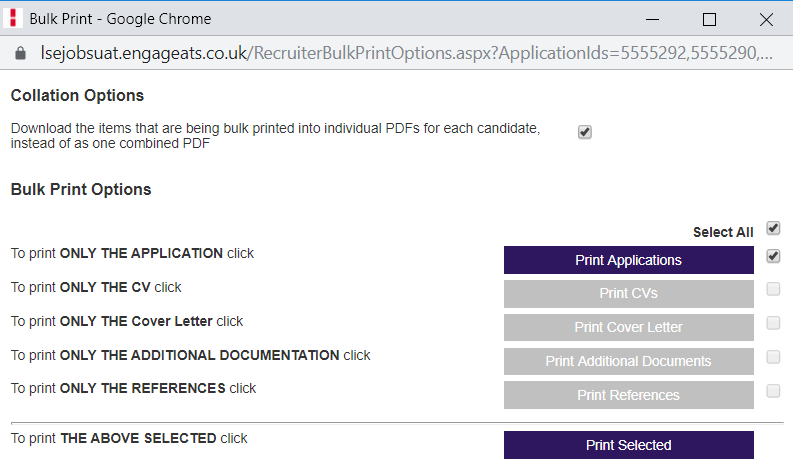 Bulk Print - Google Chrome
lsejobsuat.engageats.co.uk/RecruiterBulkPrintOptions.aspx?ApplicationIds=5555292,5555290,...
Collation Options
Download the items that are being bulk printed into individual PDFs for each candidate,
instead of as one combined PDF
Bulk Print Options
Select All
To print ONLY THE APPLICATION click Print Applications
To print ONLY THE CV click Print CVs
To print ONLY THE Cover Letter click Print Cover Letter
To print ONLY THE ADDITIONAL DOCUMENTATION click Print Additional Documents
To print ONLY THE REFERENCES click Print References
To print THE ABOVE SELECTED click Print Selected